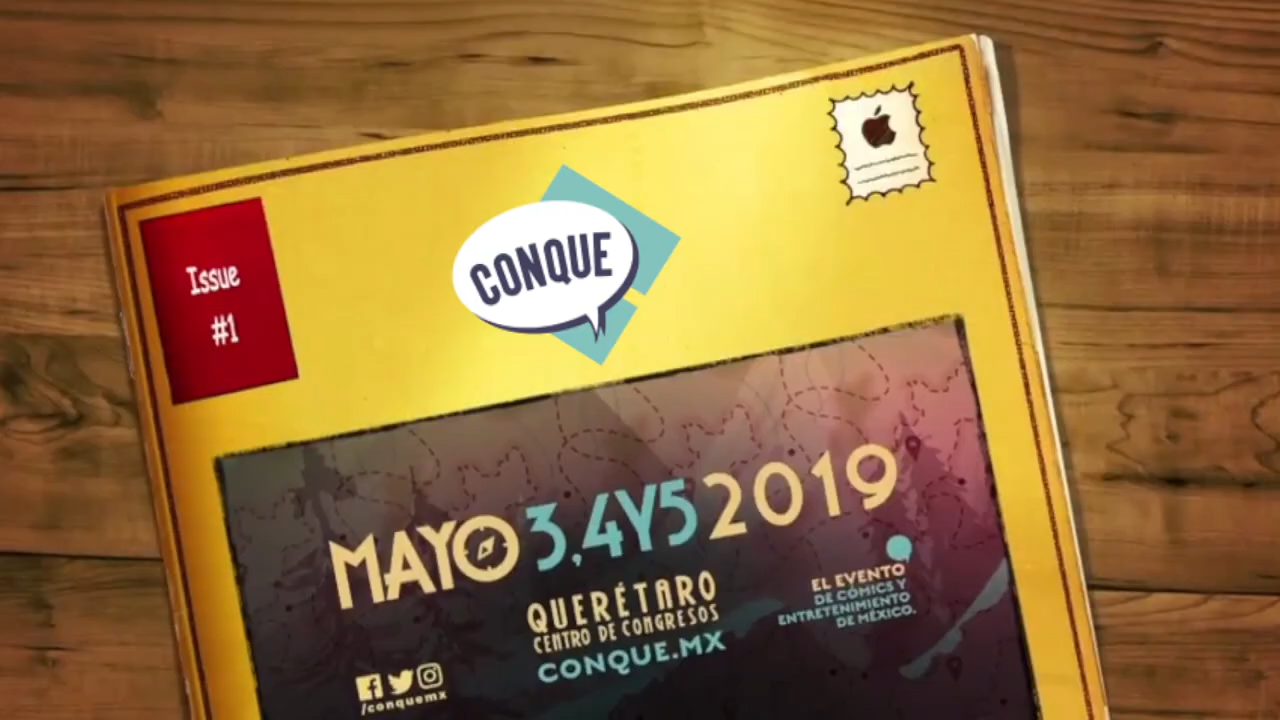 Issue
#1
CONQUE
MAYO 3,4Y5 2019
QUERÉTARO
CENTRO DE CONGRESOS
CONQUE.MX
EL EVENTO
DE CÓMICS Y
ENTRETENIMIENTO
DE MÉXICO.
/conquemx